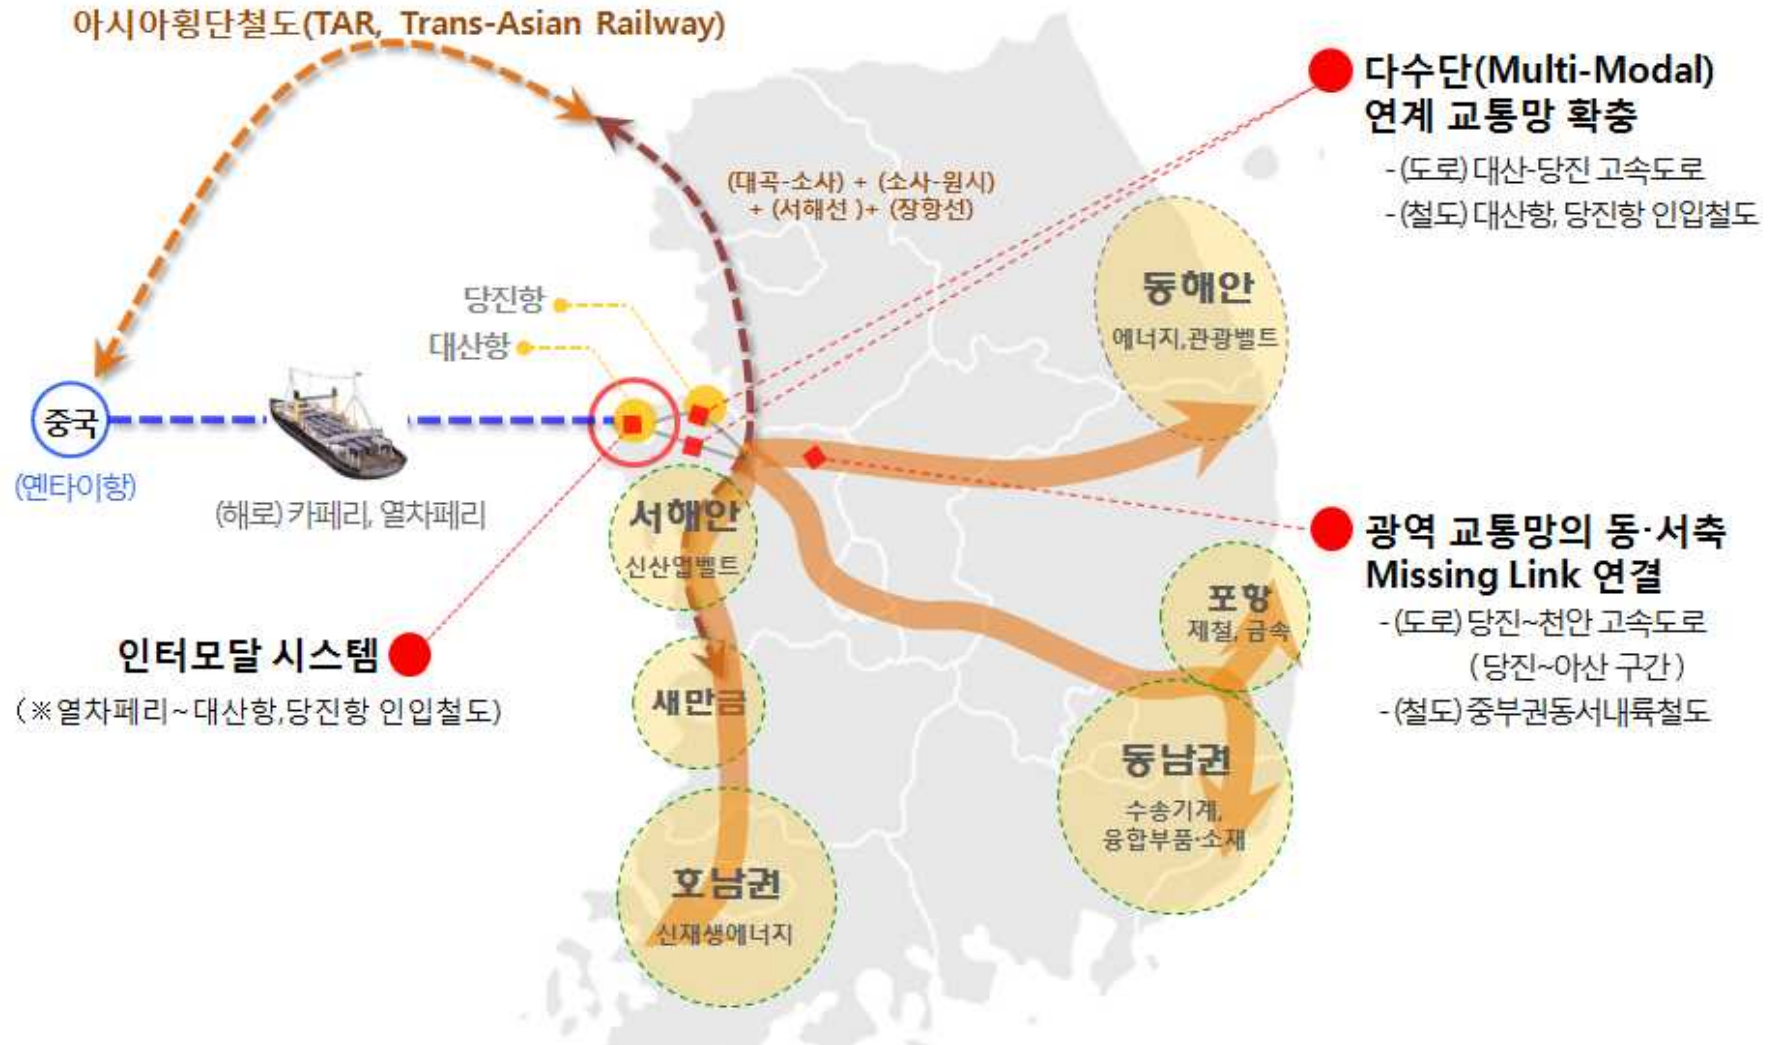 아시아횡단철도(TAR, Trans-Asian Railway)
다수단(Multi-Modal)
연계 교통망 확충
- (도로) 대산-당진 고속도로
- (철도) 대산항, 당진항 인입철도
(대곡-소사) + (소사-원시)
+ (서해선 )+ (장항선)
동해안
에너지,관광벨트
당진항
대산항
중국
(옌타이항)
(해로) 카페리, 열차페리
서해안
신산업벨트
광역 교통망의 동·서축
Missing Link 연결
- (도로) 당진~천안 고속도로
( 당진~아산 구간 )
- (철도) 중부권동서내륙철도
포항
제철, 금속
인터모달 시스템
(※열차페리~대산항,당진항 인입철도)
새만금
동남권
수송기계,
융합부품·소재
호남권
신재생에너지